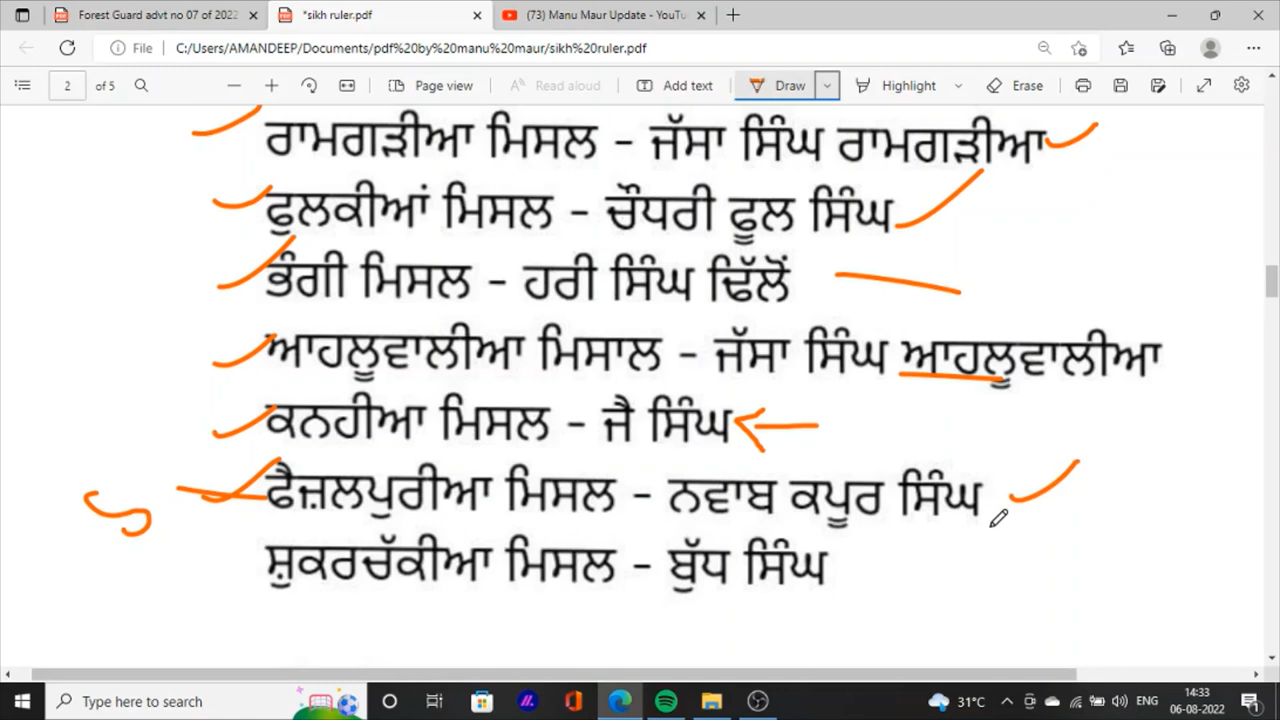 Forest Guard advt no 07 of 2022
*sikh ruler.pdf
(73) Manu Maur Update - YouTu
File C:/Users/AMANDEEP/Documents/pdf%20by%20manu%20maur/sikh%20ruler.pdf
2 of 5 Page view Read aloud Add text Draw Highlight Erase
ਰਾਮਗੜੀਆ ਮਿਸਲ - ਜੱਸਾ ਸਿੰਘ ਰਾਮਗੜੀਆ
ਫੁਲਕੀਆਂ ਮਿਸਲ - ਚੌਧਰੀ ਫੂਲ ਸਿੰਘ
ਭੰਗੀ ਮਿਸਲ - ਹਰੀ ਸਿੰਘ ਢਿੱਲੋਂ
ਆਹਲੂਵਾਲੀਆ ਮਿਸਾਲ - ਜੱਸਾ ਸਿੰਘ ਆਹਲੂਵਾਲੀਆ
ਕਨਹੀਆ ਮਿਸਲ - ਜੈ ਸਿੰਘ
ਫੈਜ਼ਲਪੁਰੀਆ ਮਿਸਲ - ਨਵਾਬ ਕਪੂਰ ਸਿੰਘ
ਸ਼ੁਕਰਚੱਕੀਆ ਮਿਸਲ - ਬੁੱਧ ਸਿੰਘ
Type here to search 31°C ENG 14:33
06-08-2022